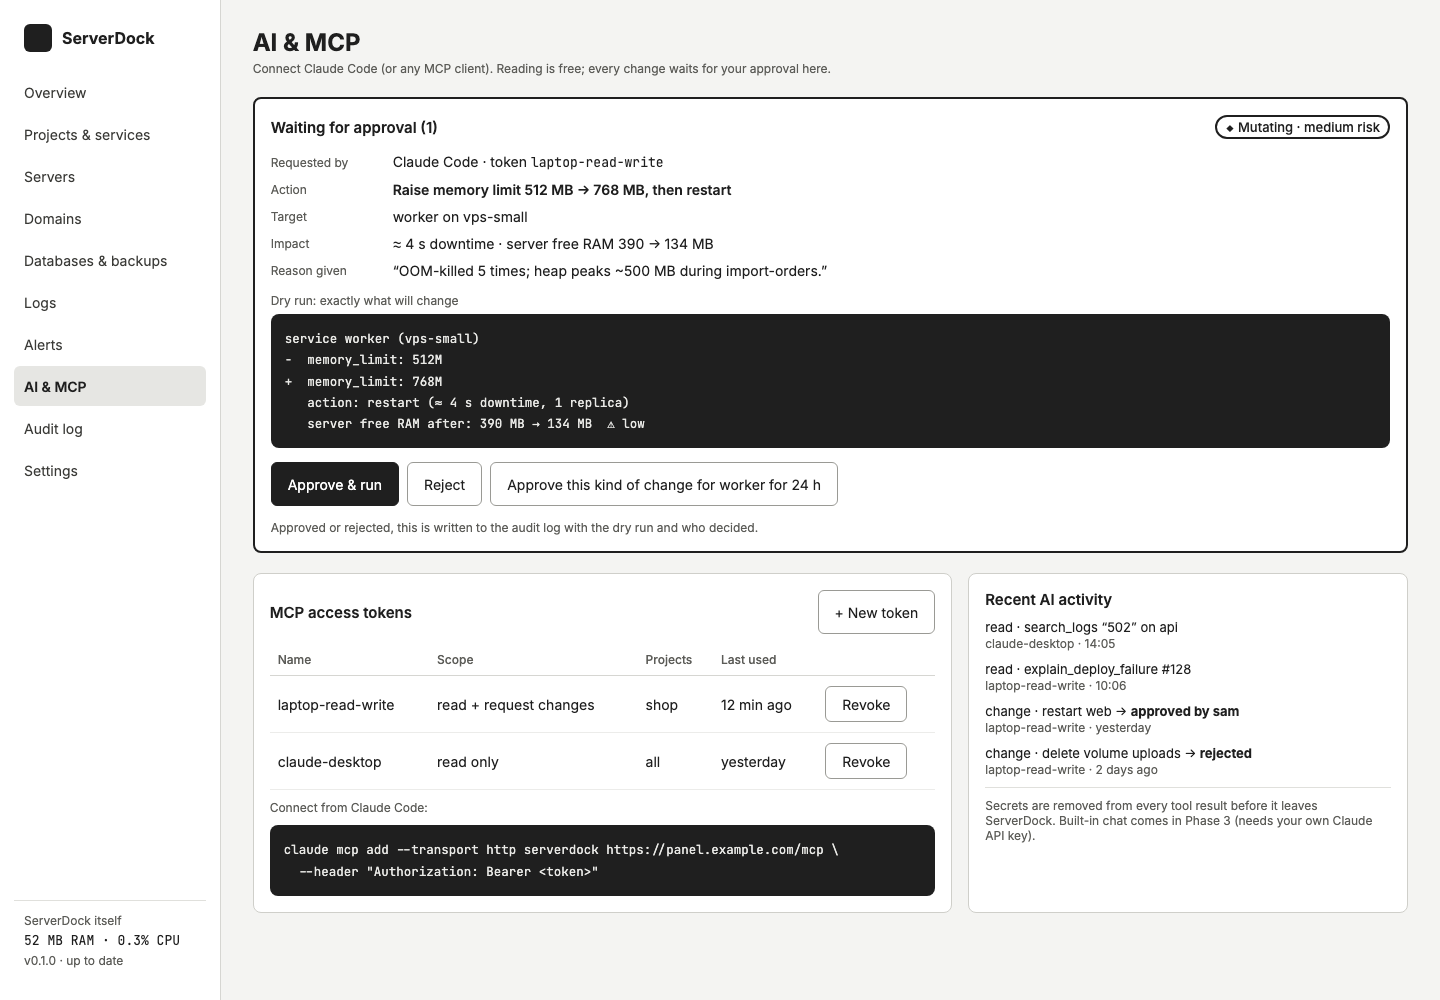 ServerDock
Overview
Projects & services
Servers
Domains
Databases & backups
Logs
Alerts
AI & MCP
Audit log
Settings
ServerDock itself
52 MB RAM · 0.3% CPU
v0.1.0 · up to date
AI & MCP
Connect Claude Code (or any MCP client). Reading is free; every change waits for your approval here.
Waiting for approval (1)
◆ Mutating · medium risk
Requested by Claude Code · token laptop-read-write
Action Raise memory limit 512 MB → 768 MB, then restart
Target worker on vps-small
Impact ≈ 4 s downtime · server free RAM 390 → 134 MB
Reason given “OOM-killed 5 times; heap peaks ~500 MB during import-orders.”
Dry run: exactly what will change
service worker (vps-small)
-  memory_limit: 512M
+  memory_limit: 768M
   action: restart (≈ 4 s downtime, 1 replica)
   server free RAM after: 390 MB → 134 MB  ⚠ low
Approve & run
Reject
Approve this kind of change for worker for 24 h
Approved or rejected, this is written to the audit log with the dry run and who decided.
MCP access tokens
+ New token
Name Scope Projects Last used
laptop-read-write read + request changes shop 12 min ago Revoke
claude-desktop read only all yesterday Revoke
Connect from Claude Code:
claude mcp add --transport http serverdock https://panel.example.com/mcp \
  --header "Authorization: Bearer <token>"
Recent AI activity
read · search_logs “502” on api
claude-desktop · 14:05
read · explain_deploy_failure #128
laptop-read-write · 10:06
change · restart web → approved by sam
laptop-read-write · yesterday
change · delete volume uploads → rejected
laptop-read-write · 2 days ago
Secrets are removed from every tool result before it leaves
ServerDock. Built-in chat comes in Phase 3 (needs your own Claude
API key).